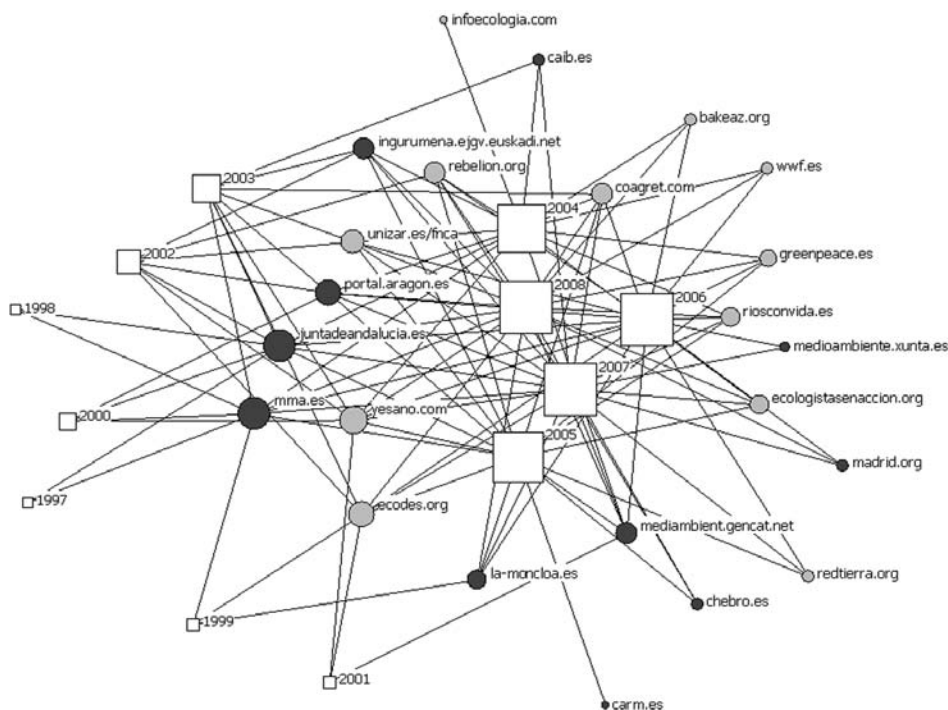 infoecologia.com
caib.es
bakeaz.org
ingurumena.ejgv.euskadi.net
rebelion.org
wwf.es
2003
coagret.com
2004
unizar.es/fnca
2002
greenpeace.es
portal.aragon.es
2008
2006
1998
riosconvida.es
juntadeandalucia.es
medioambiente.xunta.es
2007
mma.es
yesano.com
ecologistasenaccion.org
2000
2005
madrid.org
1997
ecodes.org
mediambient.gencat.net
la-moncloa.es
redtierra.org
chebro.es
1999
2001
carm.es